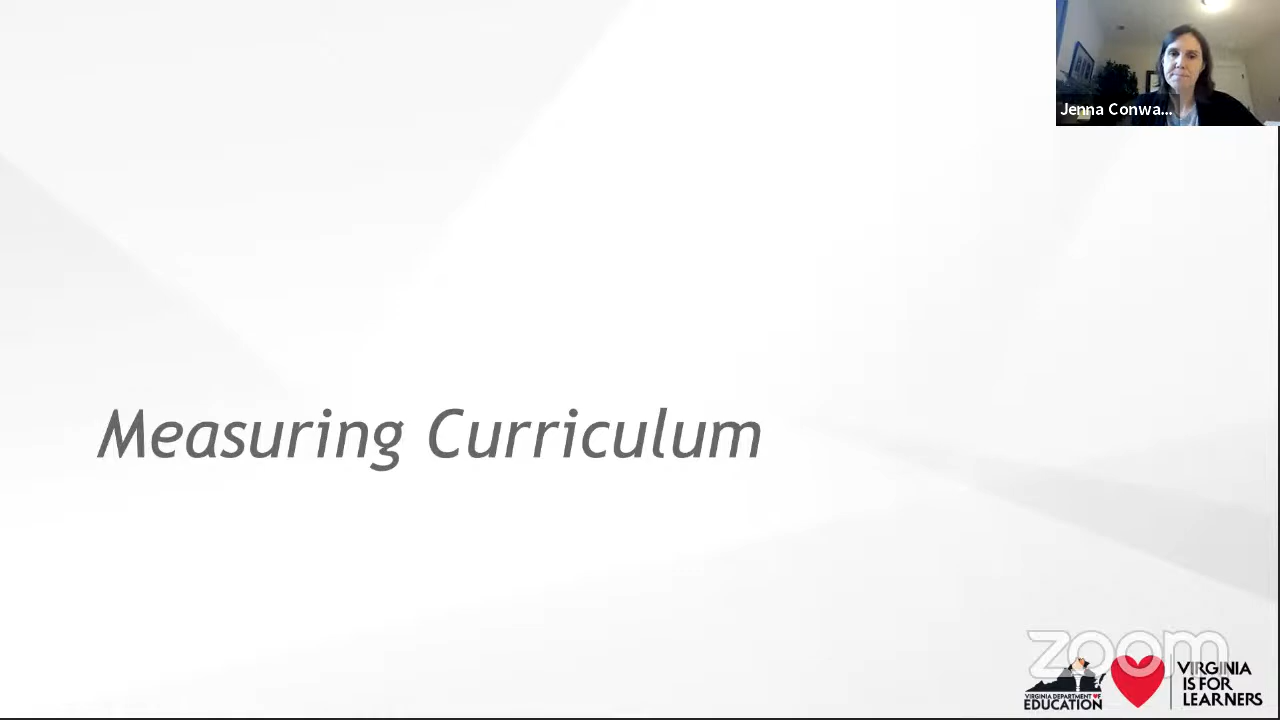 Jenna Conwa...
Measuring Curriculum
zoom
VIRGINIA DEPARTMENT OF
EDUCATION
VIRGINIA
IS FOR
LEARNERS